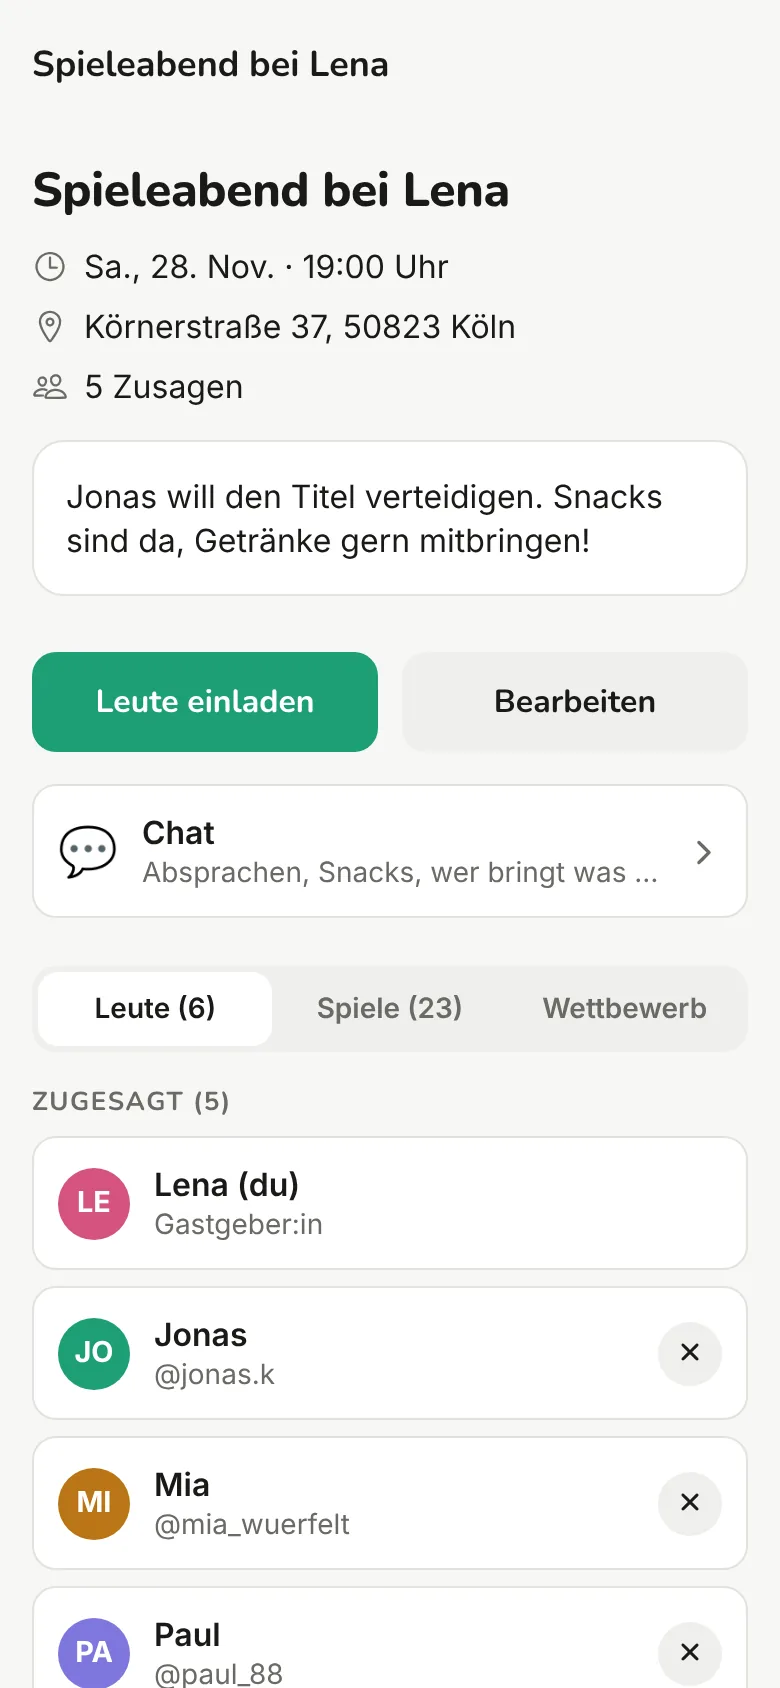 Spieleabend bei Lena
Spieleabend bei Lena
Sa., 28. Nov. · 19:00 Uhr
Körnerstraße 37, 50823 Köln
5 Zusagen
Jonas will den Titel verteidigen. Snacks
sind da, Getränke gern mitbringen!
Leute einladen
Bearbeiten
Chat
Absprachen, Snacks, wer bringt was ...
Leute (6)
Spiele (23)
Wettbewerb
ZUGESAGT (5)
LE
Lena (du)
Gastgeber:in
JO
Jonas
@jonas.k
MI
Mia
@mia_wuerfelt
PA
Paul
@paul_88